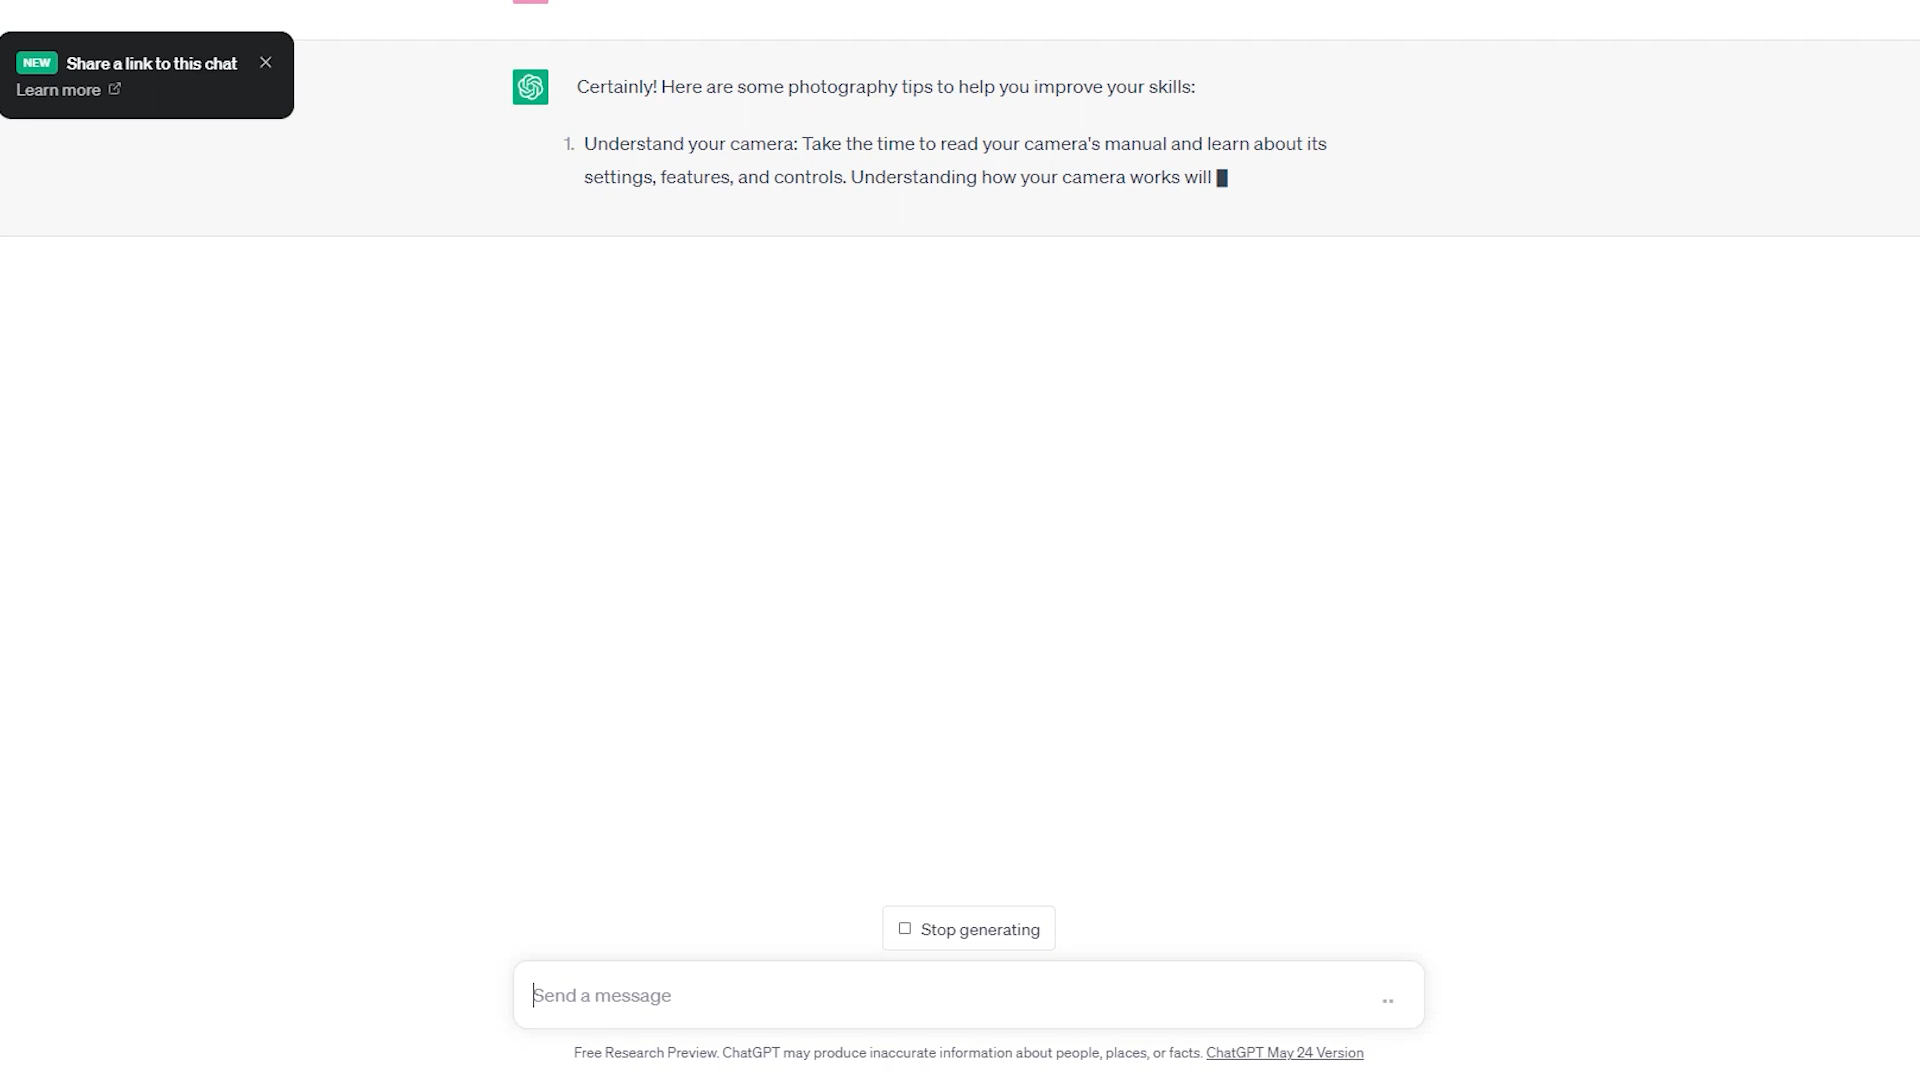 NEW Share a link to this chat
Learn more
Certainly! Here are some photography tips to help you improve your skills:
1. Understand your camera: Take the time to read your camera's manual and learn about its
settings, features, and controls. Understanding how your camera works will
Stop generating
Send a message
Free Research Preview. ChatGPT may produce inaccurate information about people, places, or facts. ChatGPT May 24 Version